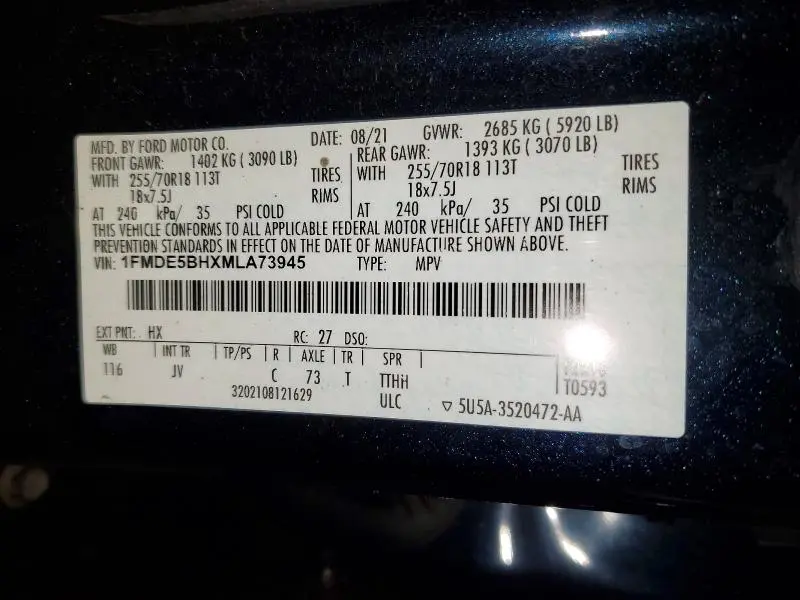 MFD. BY FORD MOTOR CO. DATE: 08/21 GVWR: 2685 KG ( 5920 LB)
FRONT GAWR: 1402 KG ( 3090 LB) REAR GAWR: 1393 KG ( 3070 LB)
WITH 255/70R18 113T TIRES WITH 255/70R18 113T TIRES
18x7.5J RIMS 18x7.5J RIMS
AT 240 kPa/ 35 PSI COLD AT 240 kPa/ 35 PSI COLD
THIS VEHICLE CONFORMS TO ALL APPLICABLE FEDERAL MOTOR VEHICLE SAFETY AND THEFT
PREVENTION STANDARDS IN EFFECT ON THE DATE OF MANUFACTURE SHOWN ABOVE.
VIN: 1FMDE5BHXMLA73945 TYPE: MPV
EXT PNT: HX RC: 27 DSO:
WB INT TR TP/PS R AXLE TR SPR
116 JV C 73 T TTHH
T0593
3202108121629 ULC ▽ 5U5A-3520472-AA